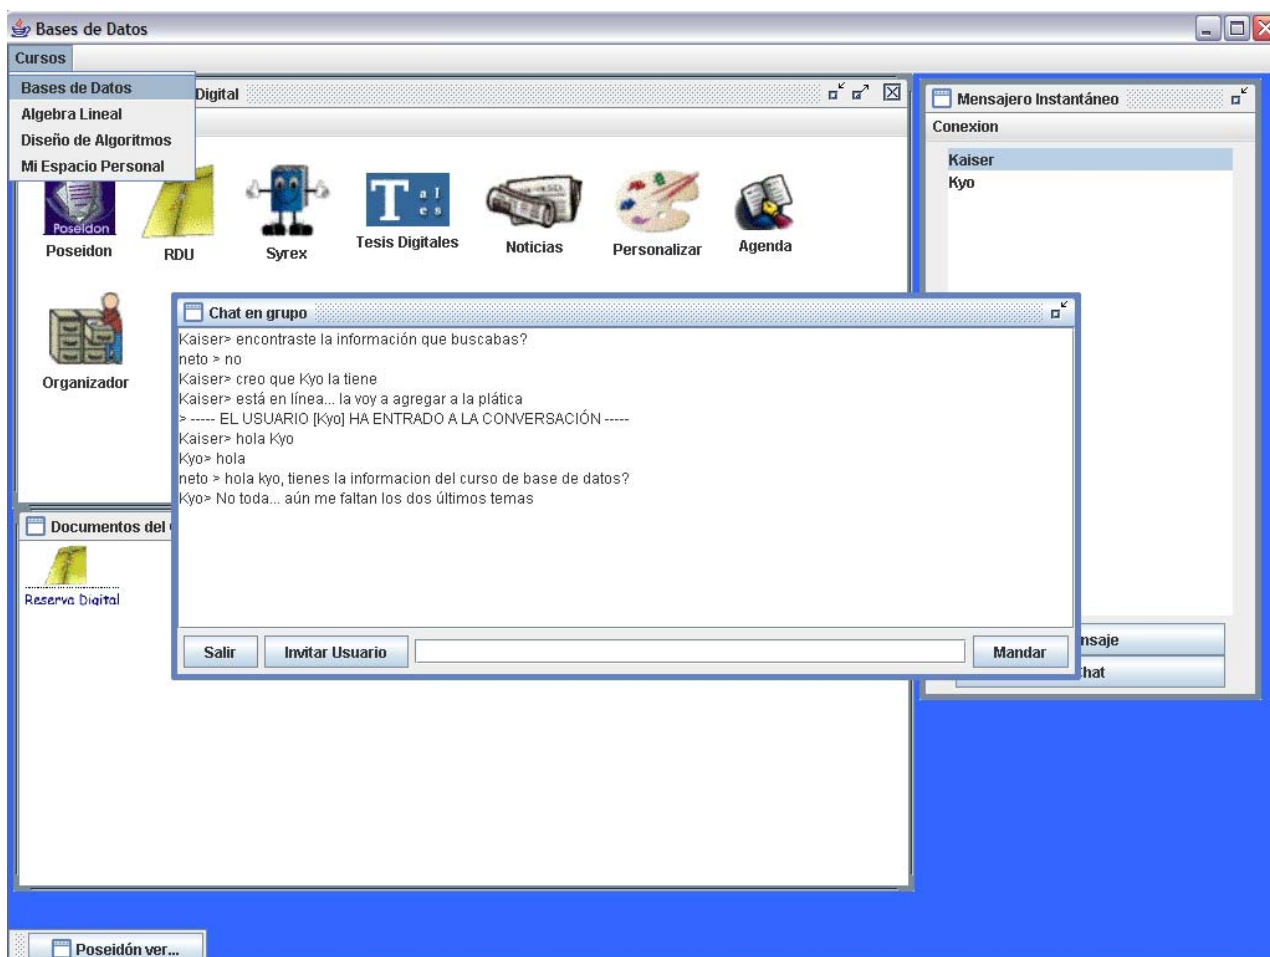 Bases de Datos
Cursos
Bases de Datos
Algebra Lineal
Diseño de Algoritmos
Mi Espacio Personal
Digital
Mensajero Instantáneo
Conexion
Kaiser
Kyo
Poseidon
Poseidon
RDU
Syrex
T a l e s
Tesis Digitales
Noticias
Personalizar
Agenda
Organizador
Chat en grupo
Kaiser> encontraste la información que buscabas?
neto > no
Kaiser> creo que Kyo la tiene
Kaiser> está en línea... la voy a agregar a la plática
> ----- EL USUARIO [Kyo] HA ENTRADO A LA CONVERSACIÓN -----
Kaiser> hola Kyo
Kyo> hola
neto > hola kyo, tienes la informacion del curso de base de datos?
Kyo> No toda... aún me faltan los dos últimos temas
Salir
Invitar Usuario
Mandar
nsaje
hat
Documentos del
Reserva Digital
Poseidón ver...